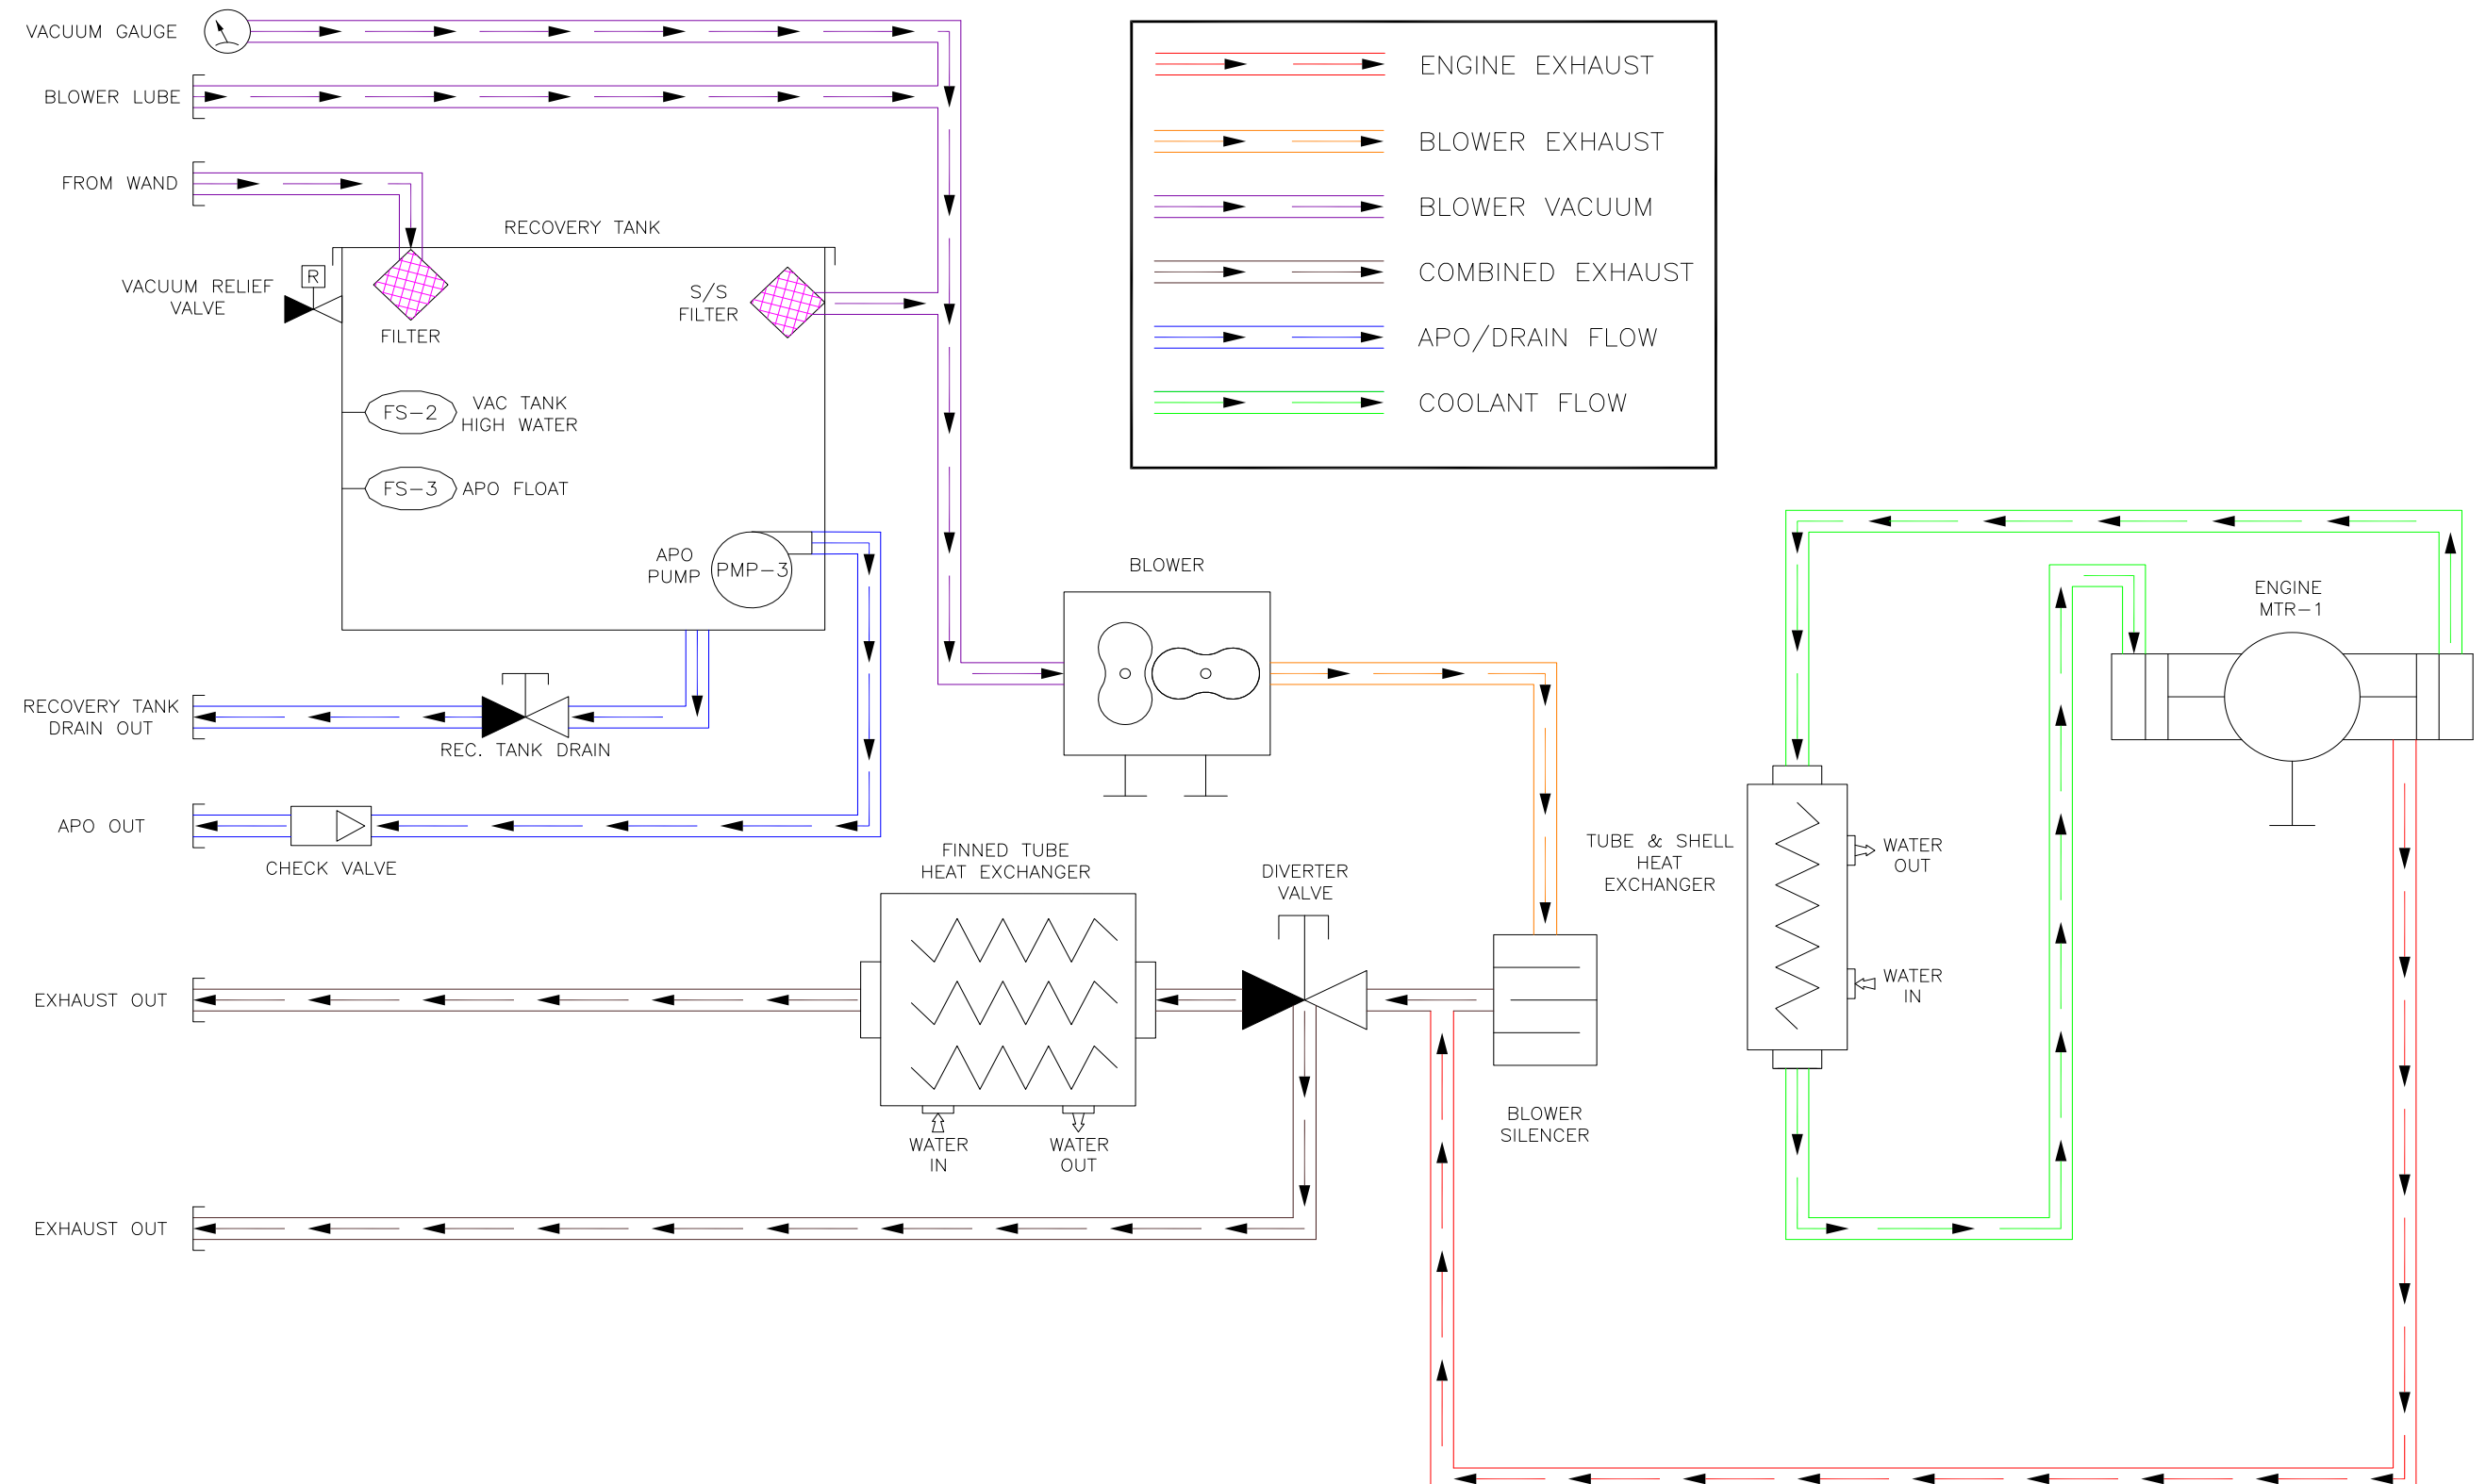 VACUUM GAUGE
BLOWER LUBE
FROM WAND
RECOVERY TANK
VACUUM RELIEF
VALVE
R
FILTER
S/S
FILTER
FS-2
VAC TANK
HIGH WATER
FS-3
APO FLOAT
APO
PUMP
PMP-3
RECOVERY TANK
DRAIN OUT
REC. TANK DRAIN
APO OUT
CHECK VALVE
ENGINE EXHAUST
BLOWER EXHAUST
BLOWER VACUUM
COMBINED EXHAUST
APO/DRAIN FLOW
COOLANT FLOW
BLOWER
ENGINE
MTR-1
FINNED TUBE
HEAT EXCHANGER
DIVERTER
VALVE
TUBE & SHELL
HEAT
EXCHANGER
WATER
OUT
WATER
IN
EXHAUST OUT
WATER
IN
WATER
OUT
BLOWER
SILENCER
EXHAUST OUT